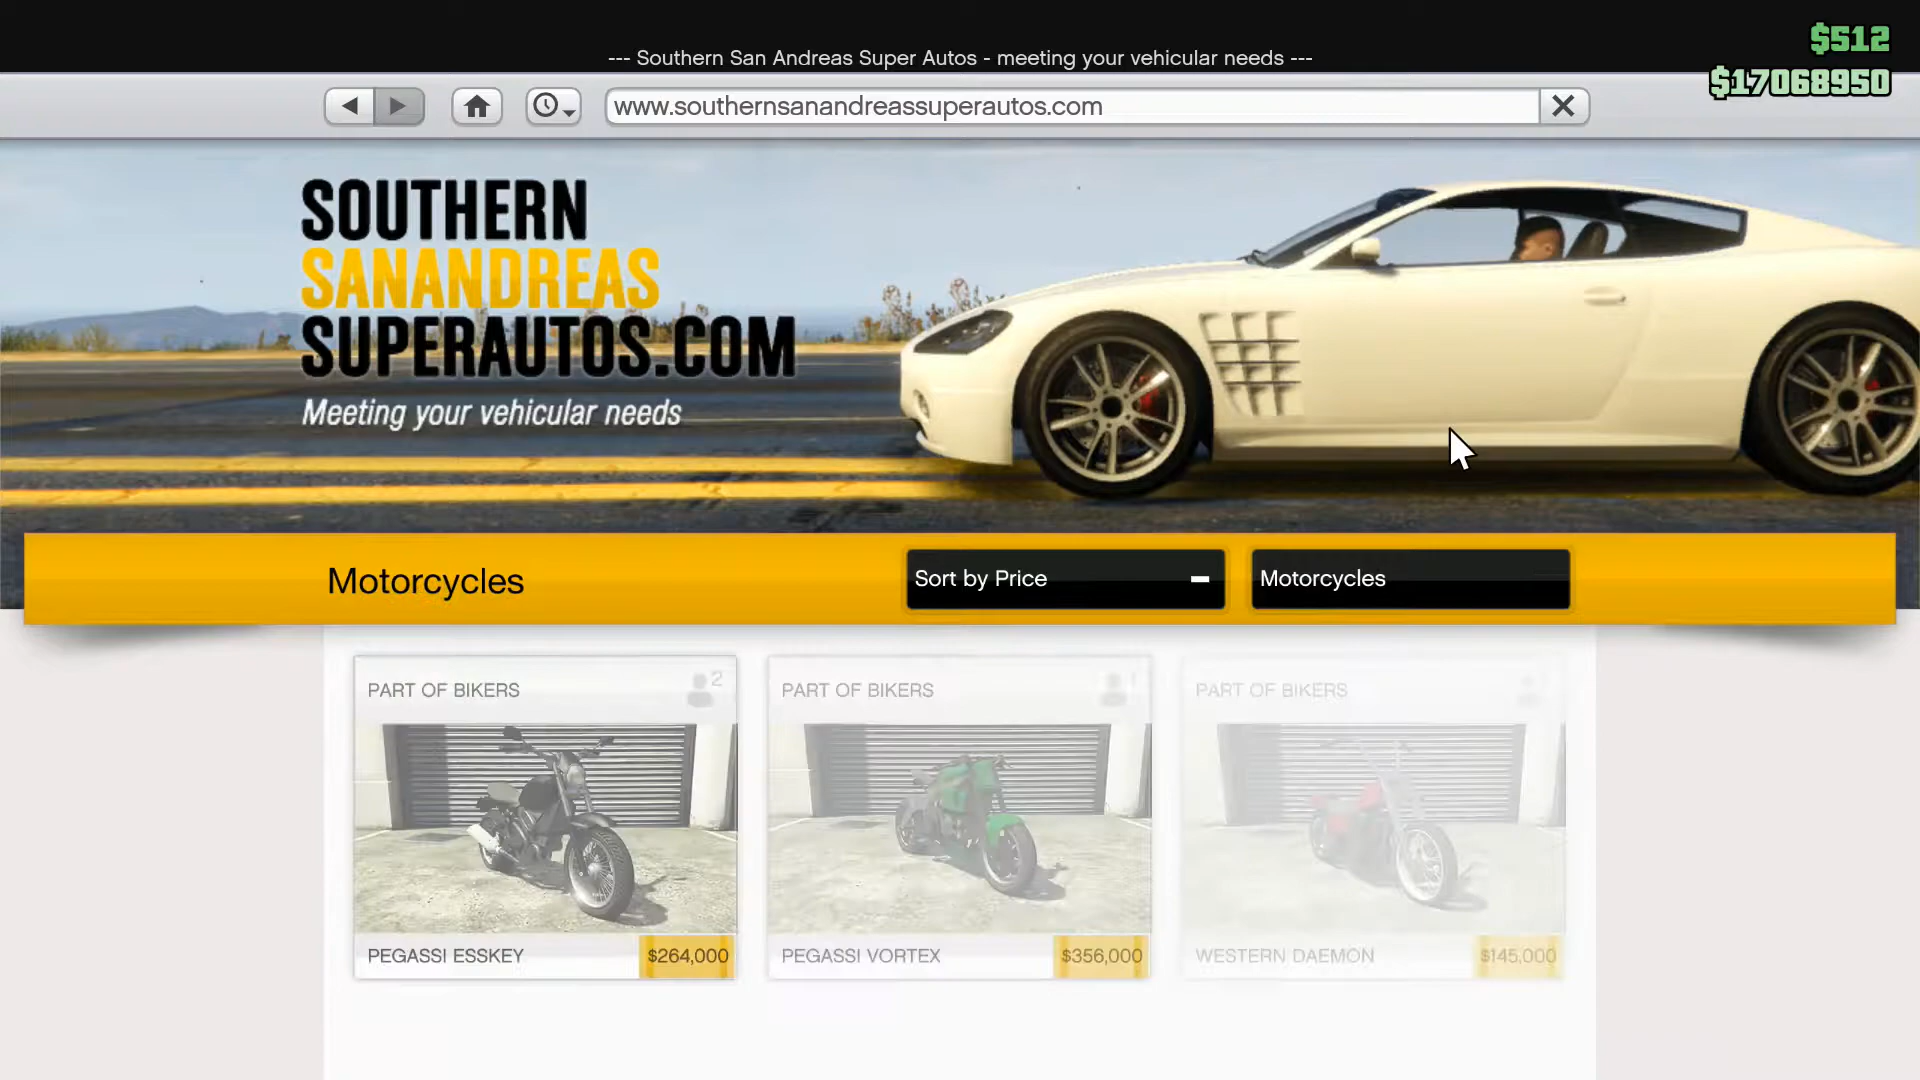 --- Southern San Andreas Super Autos - meeting your vehicular needs ---
$512
$17068950
www.southernsanandreassuperautos.com
SOUTHERN
SANANDREAS
SUPERAUTOS.COM
Meeting your vehicular needs
Motorcycles
Sort by Price
Motorcycles
PART OF BIKERS
2
PART OF BIKERS
PART OF BIKERS
PEGASSI ESSKEY
$264,000
PEGASSI VORTEX
$356,000
WESTERN DAEMON
$145,000